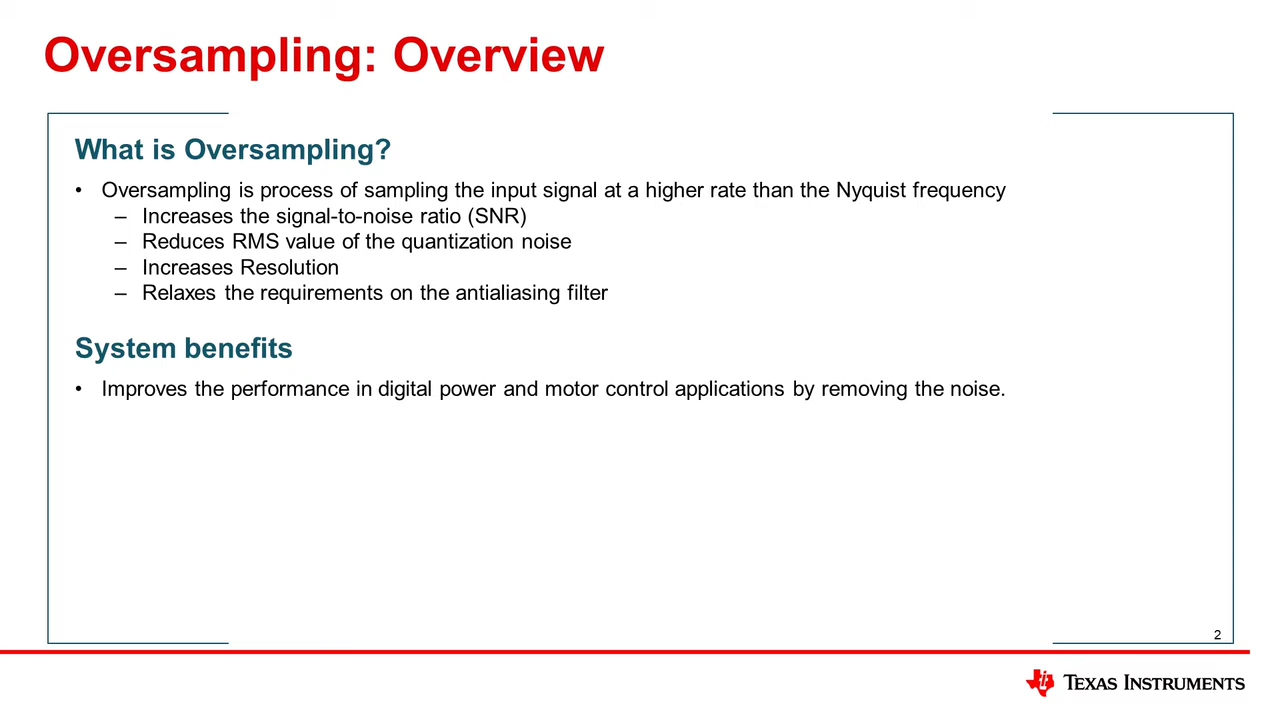 Oversampling: Overview
What is Oversampling?
• Oversampling is process of sampling the input signal at a higher rate than the Nyquist frequency
– Increases the signal-to-noise ratio (SNR)
– Reduces RMS value of the quantization noise
– Increases Resolution
– Relaxes the requirements on the antialiasing filter
System benefits
• Improves the performance in digital power and motor control applications by removing the noise.
2
TEXAS INSTRUMENTS